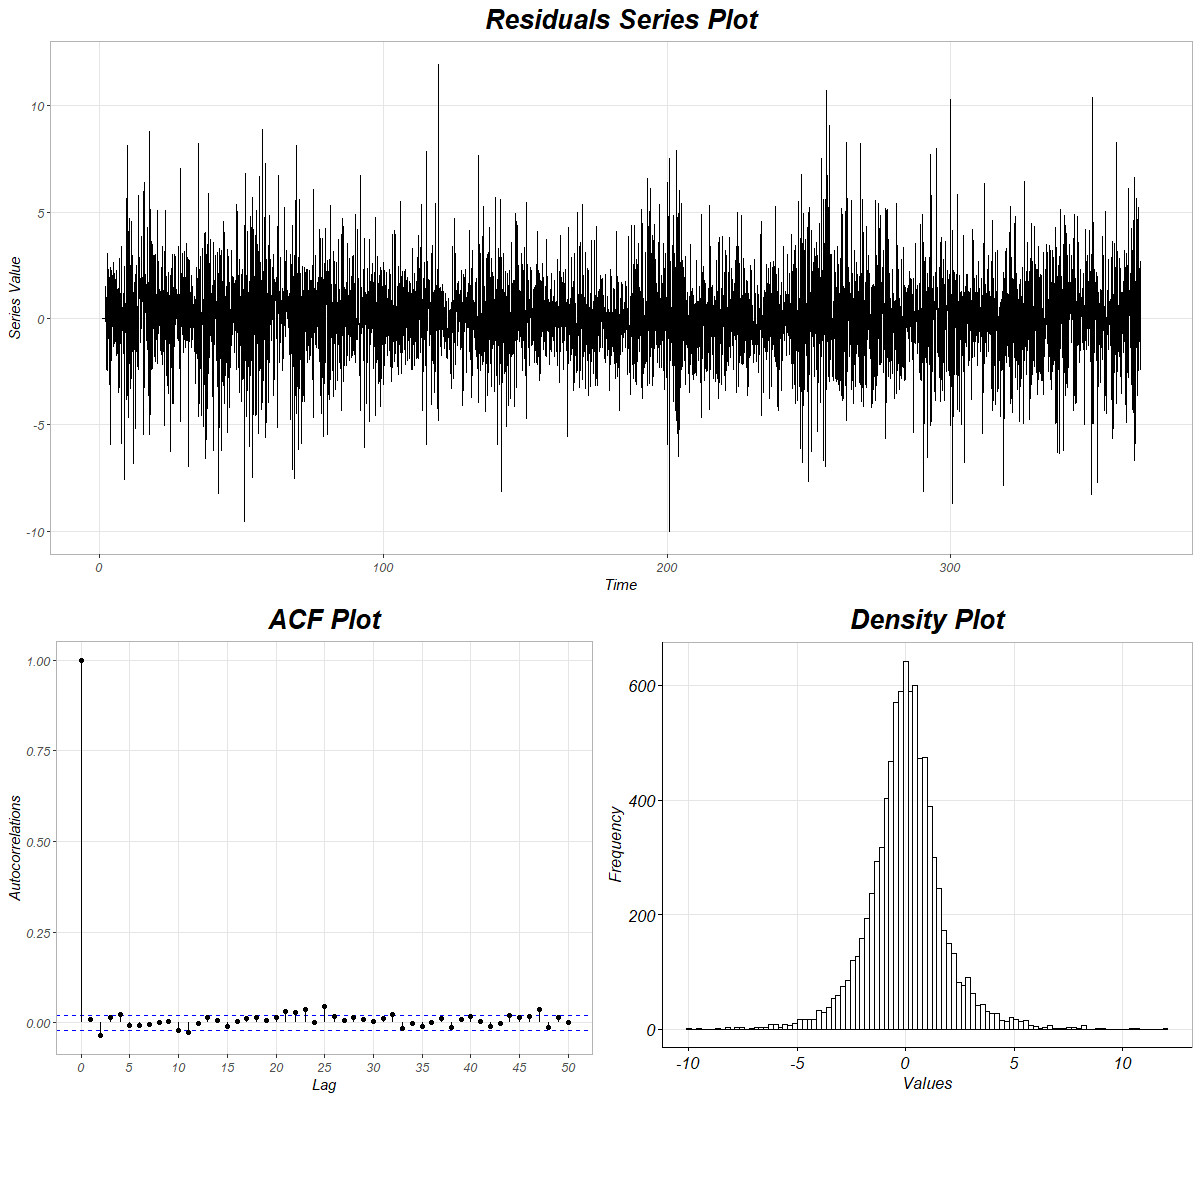 Residuals Series Plot
10
5
0
-5
-10
Series Value
0 100 200 300
Time
ACF Plot
1.00
0.75
0.50
0.25
0.00
Autocorrelations
0 5 10 15 20 25 30 35 40 45 50
Lag
Density Plot
600
400
200
0
Frequency
-10 -5 0 5 10
Values